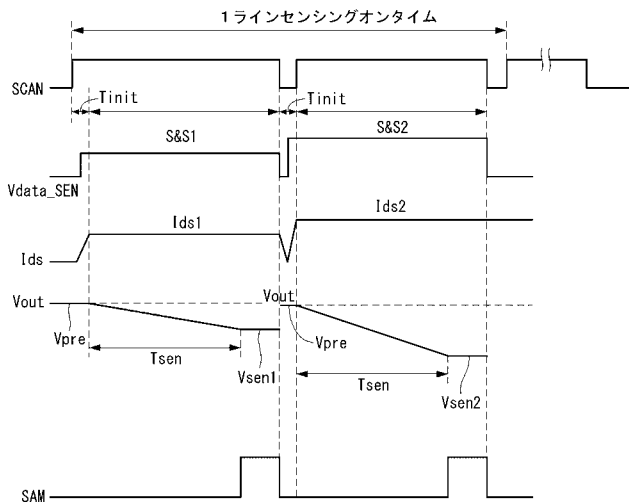 1ラインセンシングオンタイム
SCAN
Tinit
Tinit
S&S1
S&S2
Vdata_SEN
Ids1
Ids2
Ids
Vout
Vout
Vpre
Vpre
Tsen
Vsen1
Tsen
Vsen2
SAM